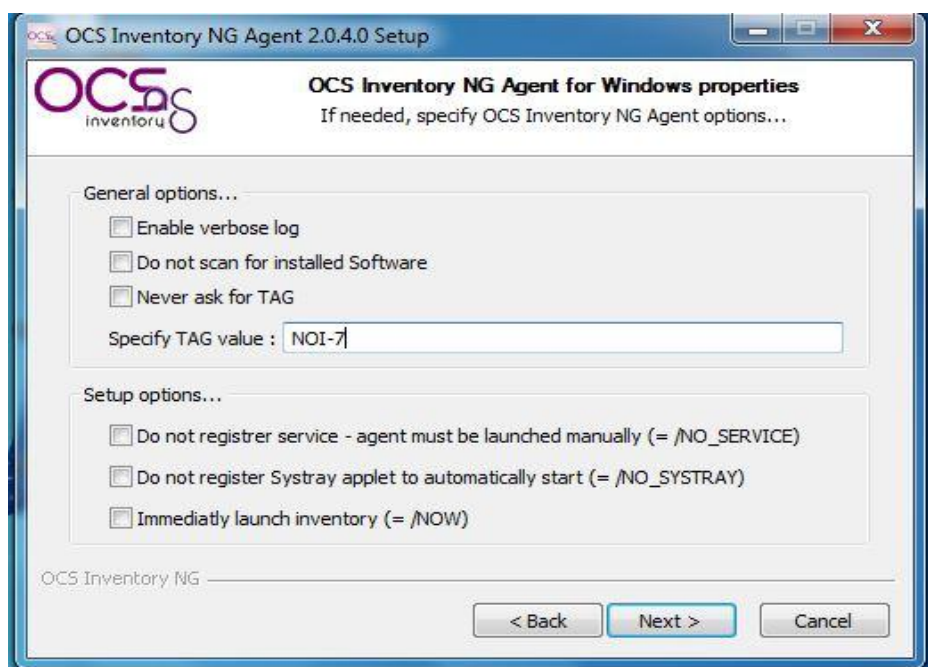 OCS Inventory NG Agent 2.0.4.0 Setup
OCSng
inventory
OCS Inventory NG Agent for Windows properties
If needed, specify OCS Inventory NG Agent options...
General options...
Enable verbose log
Do not scan for installed Software
Never ask for TAG
Specify TAG value : NOI-7
Setup options...
Do not registrer service - agent must be launched manually (= /NO_SERVICE)
Do not register Systray applet to automatically start (= /NO_SYSTRAY)
Immediatly launch inventory (= /NOW)
OCS Inventory NG
< Back Next > Cancel